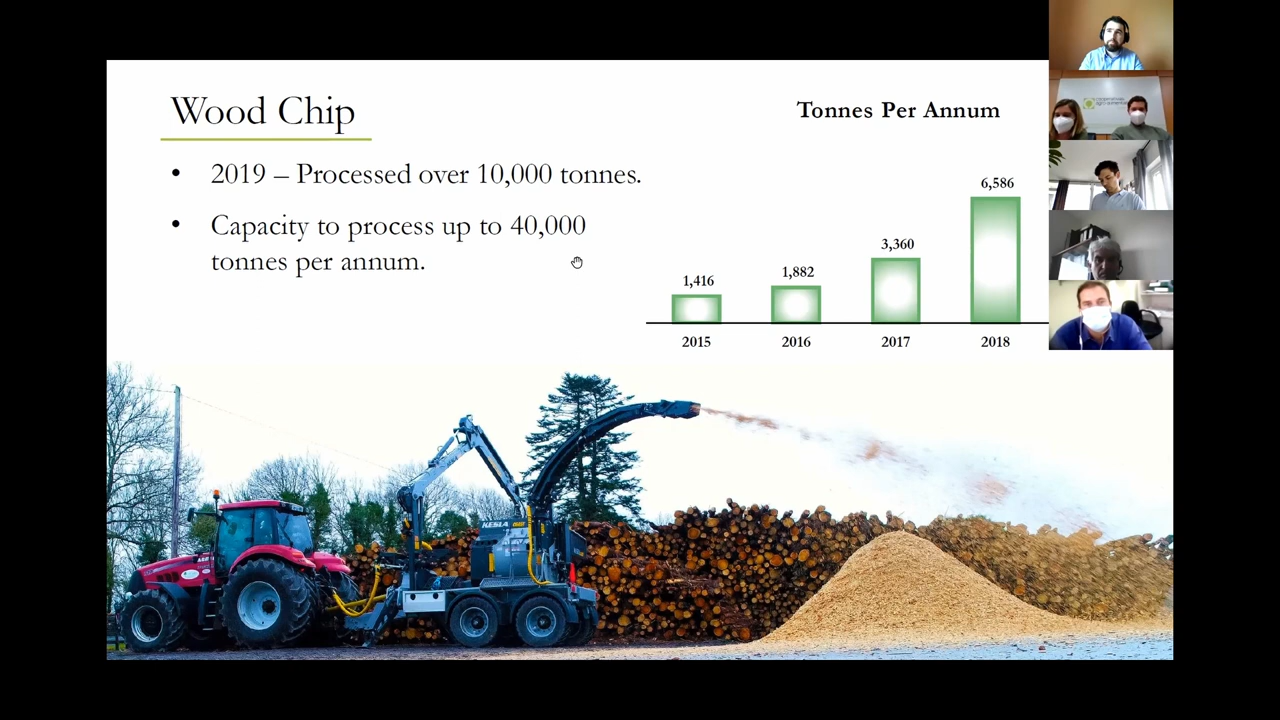 Wood Chip
• 2019 – Processed over 10,000 tonnes.
• Capacity to process up to 40,000
tonnes per annum.
Tonnes Per Annum
1,416
1,882
3,360
6,586
2015
2016
2017
2018
KESLA